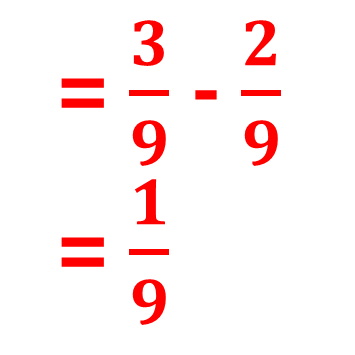 = 3/9 - 2/9
= 1/9